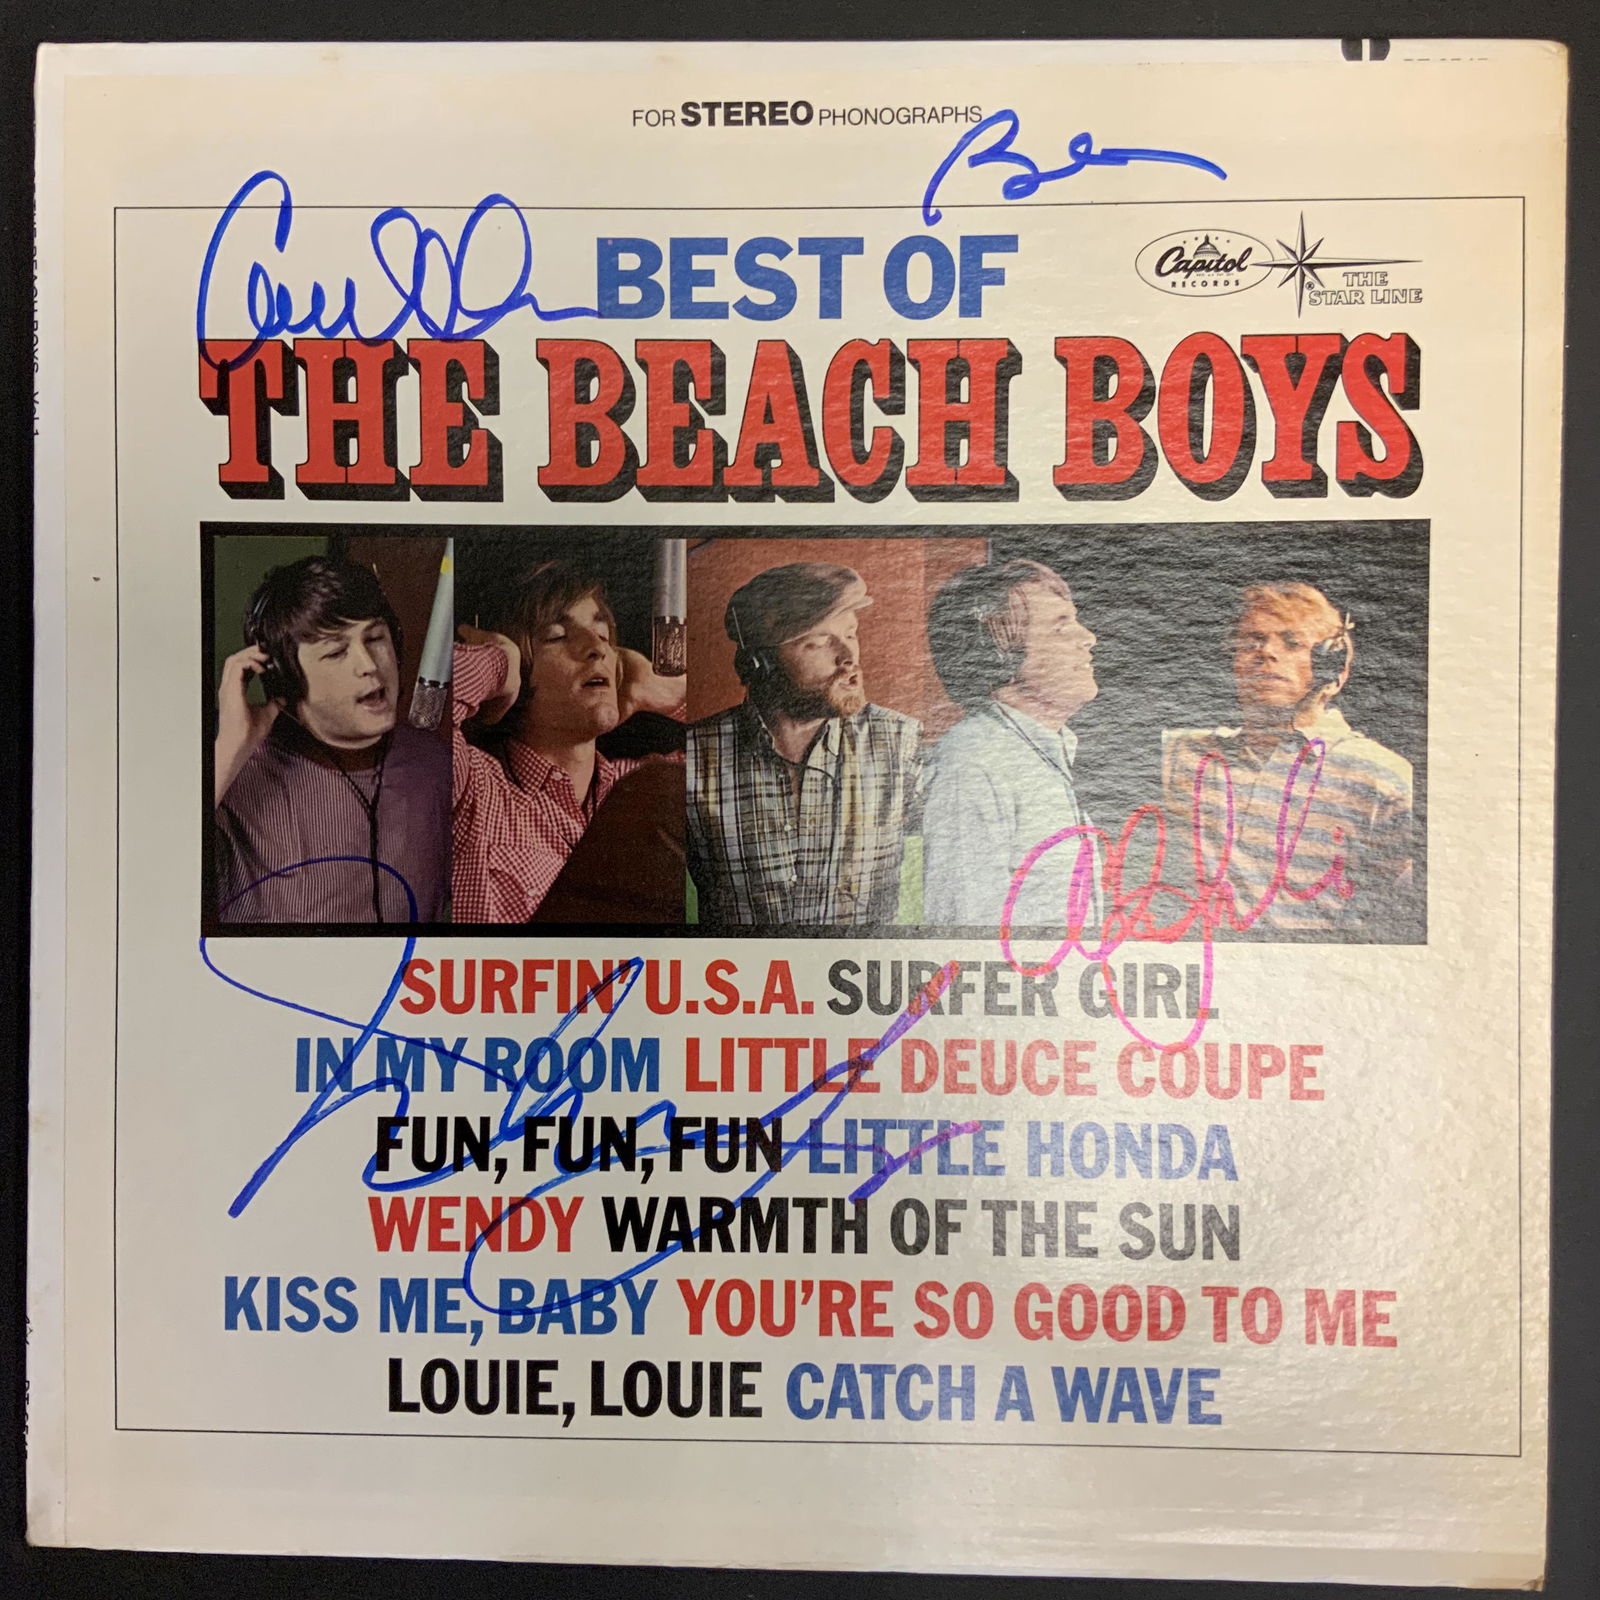 FOR STEREO PHONOGRAPHS
BEST OF
Capitol
RECORDS
THE
STAR LINE
THE BEACH BOYS
SURFIN' U.S.A. SURFER GIRL
IN MY ROOM LITTLE DEUCE COUPE
FUN, FUN, FUN LITTLE HONDA
WENDY WARMTH OF THE SUN
KISS ME, BABY YOU'RE SO GOOD TO ME
LOUIE, LOUIE CATCH A WAVE